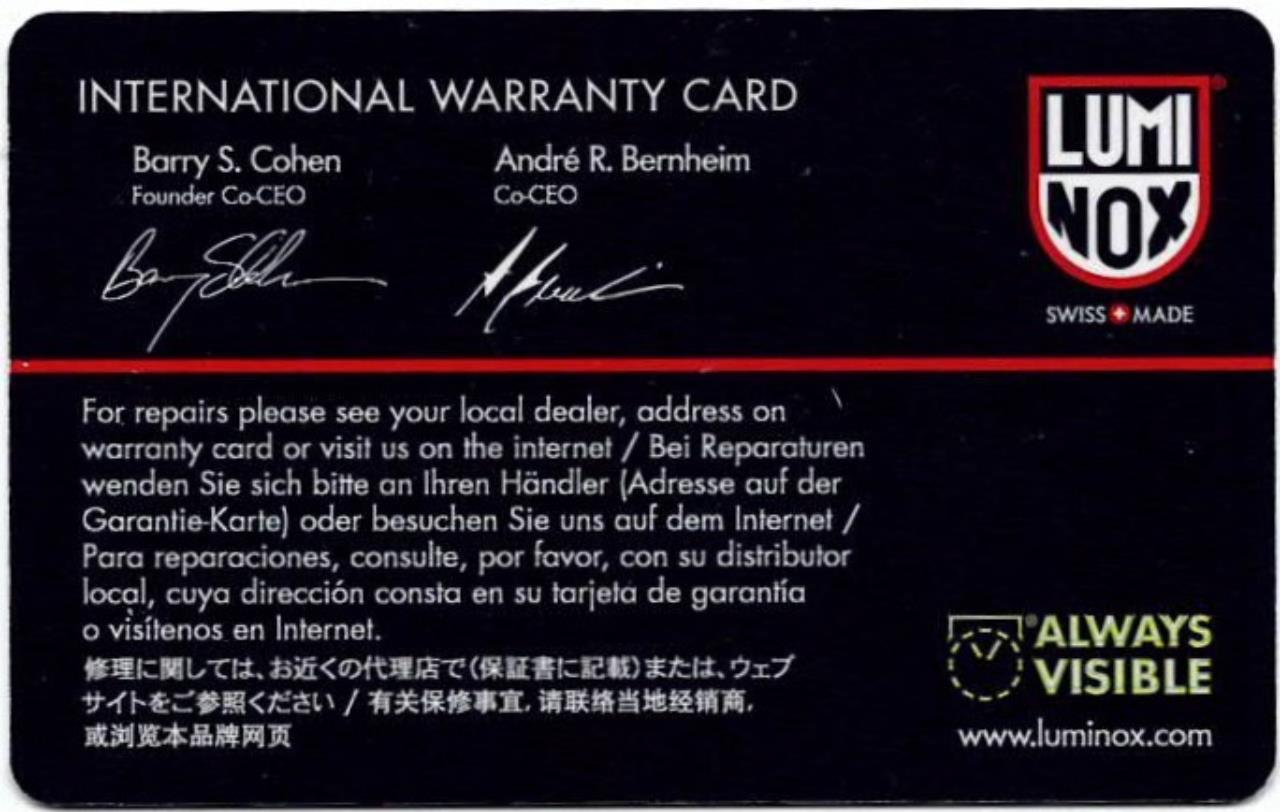 INTERNATIONAL WARRANTY CARD
Barry S. Cohen
Founder Co-CEO
André R. Bernheim
Co-CEO
LUMI
NOX
®
SWISS MADE
For repairs please see your local dealer, address on
warranty card or visit us on the internet / Bei Reparaturen
wenden Sie sich bitte an Ihren Händler (Adresse auf der
Garantie-Karte) oder besuchen Sie uns auf dem Internet /
Para reparaciones, consulte, por favor, con su distributor
local, cuya dirección consta en su tarjeta de garantía
o visítenos en Internet.
修理に関しては、お近くの代理店で(保証書に記載)または、ウェブ
サイトをご参照ください / 有关保修事宜,请联络当地经销商,
或浏览本品牌网页
®ALWAYS
VISIBLE
www.luminox.com